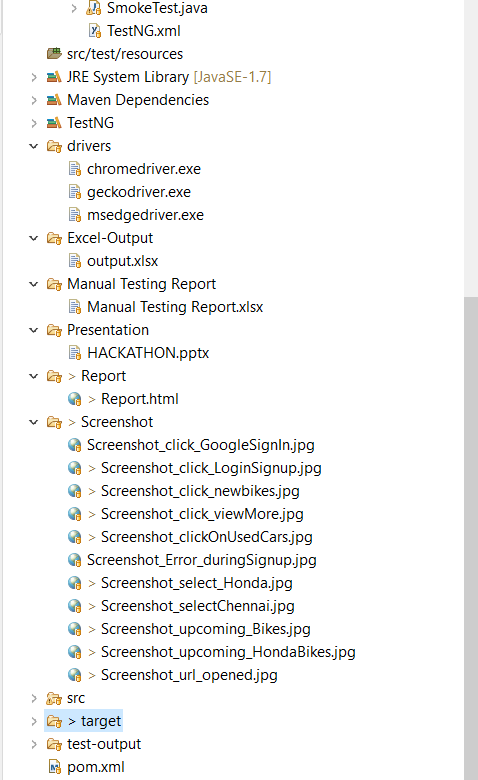 SmokeTest.java
TestNG.xml
src/test/resources
JRE System Library [JavaSE-1.7]
Maven Dependencies
TestNG
drivers
chromedriver.exe
geckodriver.exe
msedgedriver.exe
Excel-Output
output.xlsx
Manual Testing Report
Manual Testing Report.xlsx
Presentation
HACKATHON.pptx
> Report
> Report.html
> Screenshot
Screenshot_click_GoogleSignIn.jpg
> Screenshot_click_LoginSignup.jpg
> Screenshot_click_newbikes.jpg
> Screenshot_click_viewMore.jpg
> Screenshot_clickOnUsedCars.jpg
Screenshot_Error_duringSignup.jpg
> Screenshot_select_Honda.jpg
> Screenshot_selectChennai.jpg
> Screenshot_upcoming_Bikes.jpg
> Screenshot_upcoming_HondaBikes.jpg
> Screenshot_url_opened.jpg
src
> target
test-output
pom.xml